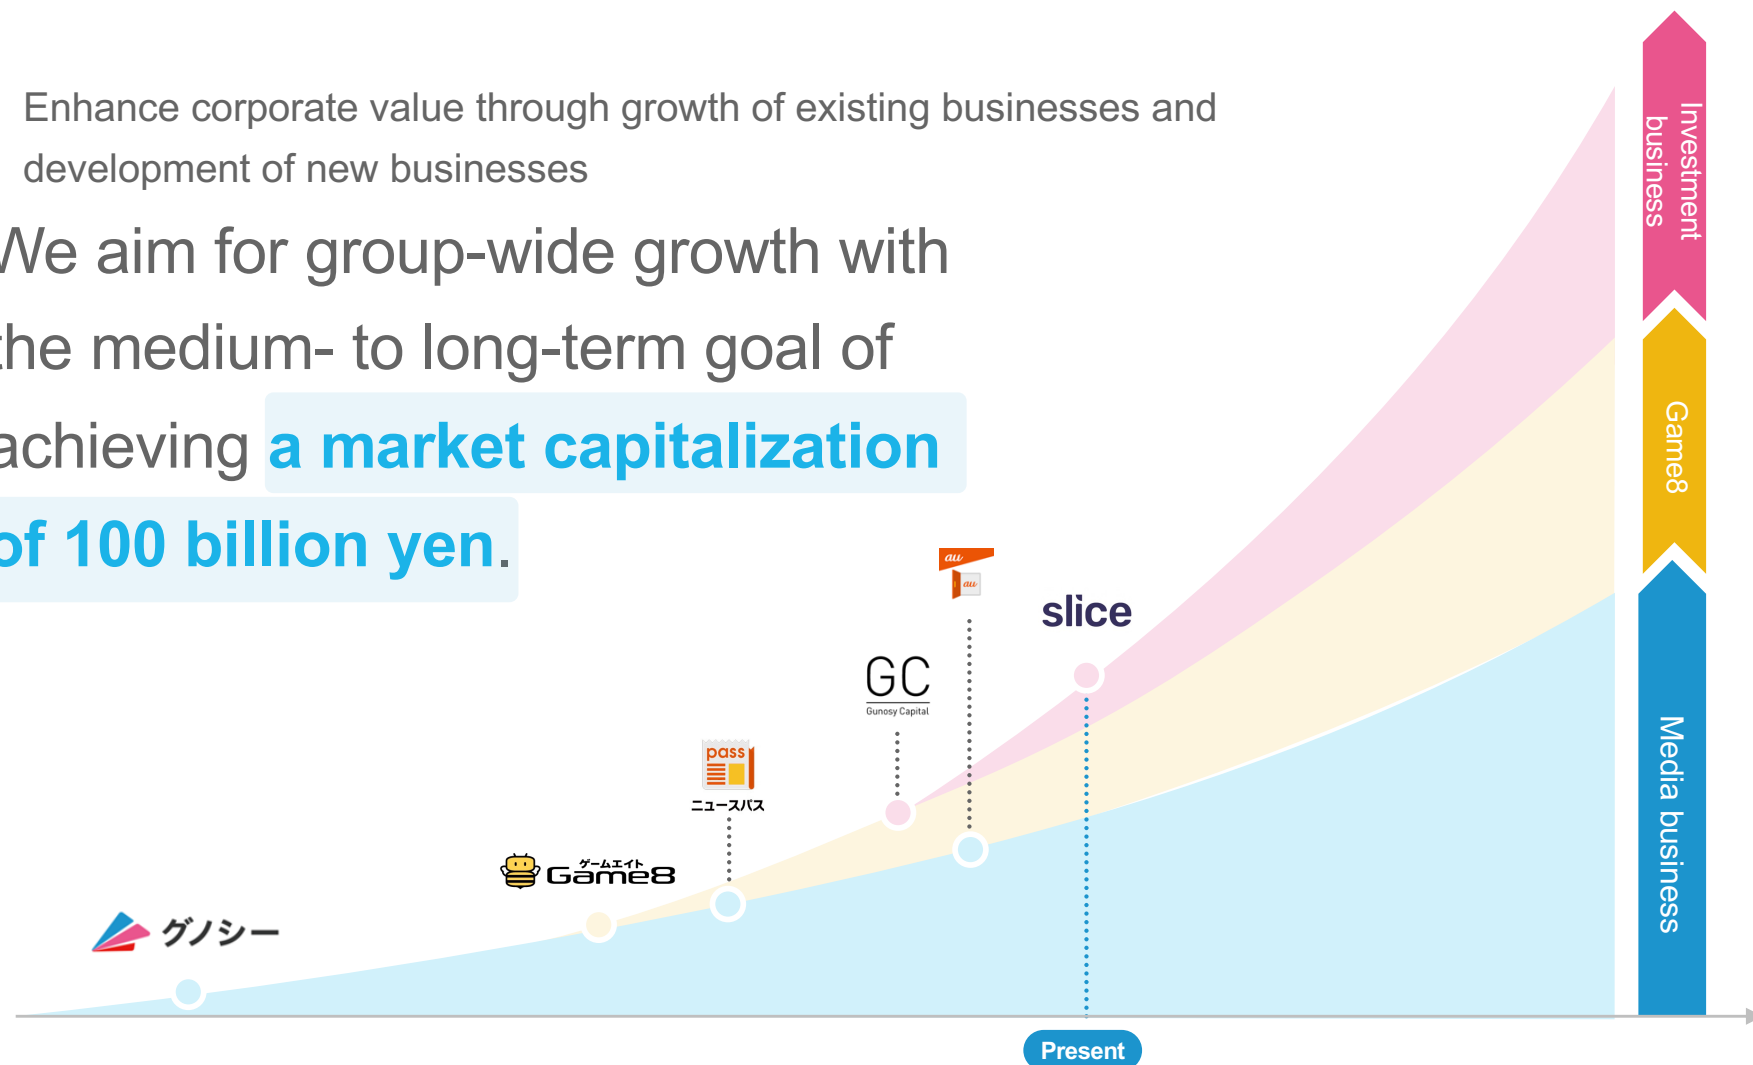 Enhance corporate value through growth of existing businesses and
development of new businesses
We aim for group-wide growth with
the medium- to long-term goal of
achieving a market capitalization
of 100 billion yen.
Investment
business
Game8
Media business
au
au
slice
GC
Gunosy Capital
pass
ニュースパス
ゲームエイト
Game8
グノシー
Present